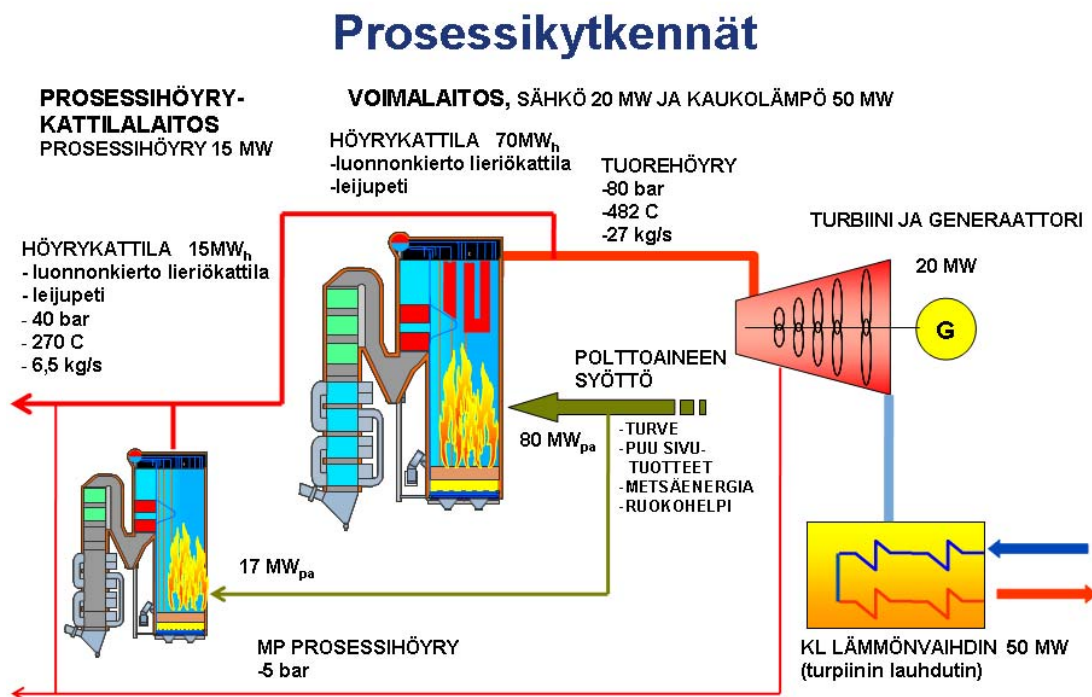 Prosessikytkennät
PROSESSIHÖYRY-
KATTILALAITOS
PROSESSIHÖYRY 15 MW
VOIMALAITOS, SÄHKÖ 20 MW JA KAUKOLÄMPÖ 50 MW
HÖYRYKATTILA 70MWh
-luonnonkierto lieriökattila
-leijupeti
TUOREHÖYRY
-80 bar
-482 C
-27 kg/s
TURBIINI JA GENERAATTORI
20 MW
G
HÖYRYKATTILA 15MWh
- luonnonkierto lieriökattila
- leijupeti
- 40 bar
- 270 C
- 6,5 kg/s
POLTTOAINEEN
SYÖTTÖ
80 MWpa
-TURVE
-PUU SIVU-
TUOTTEET
-METSÄENERGIA
-RUOKOHELPI
17 MWpa
MP PROSESSIHÖYRY
-5 bar
KL LÄMMÖNVAIHDIN 50 MW
(turpiinin lauhdutin)